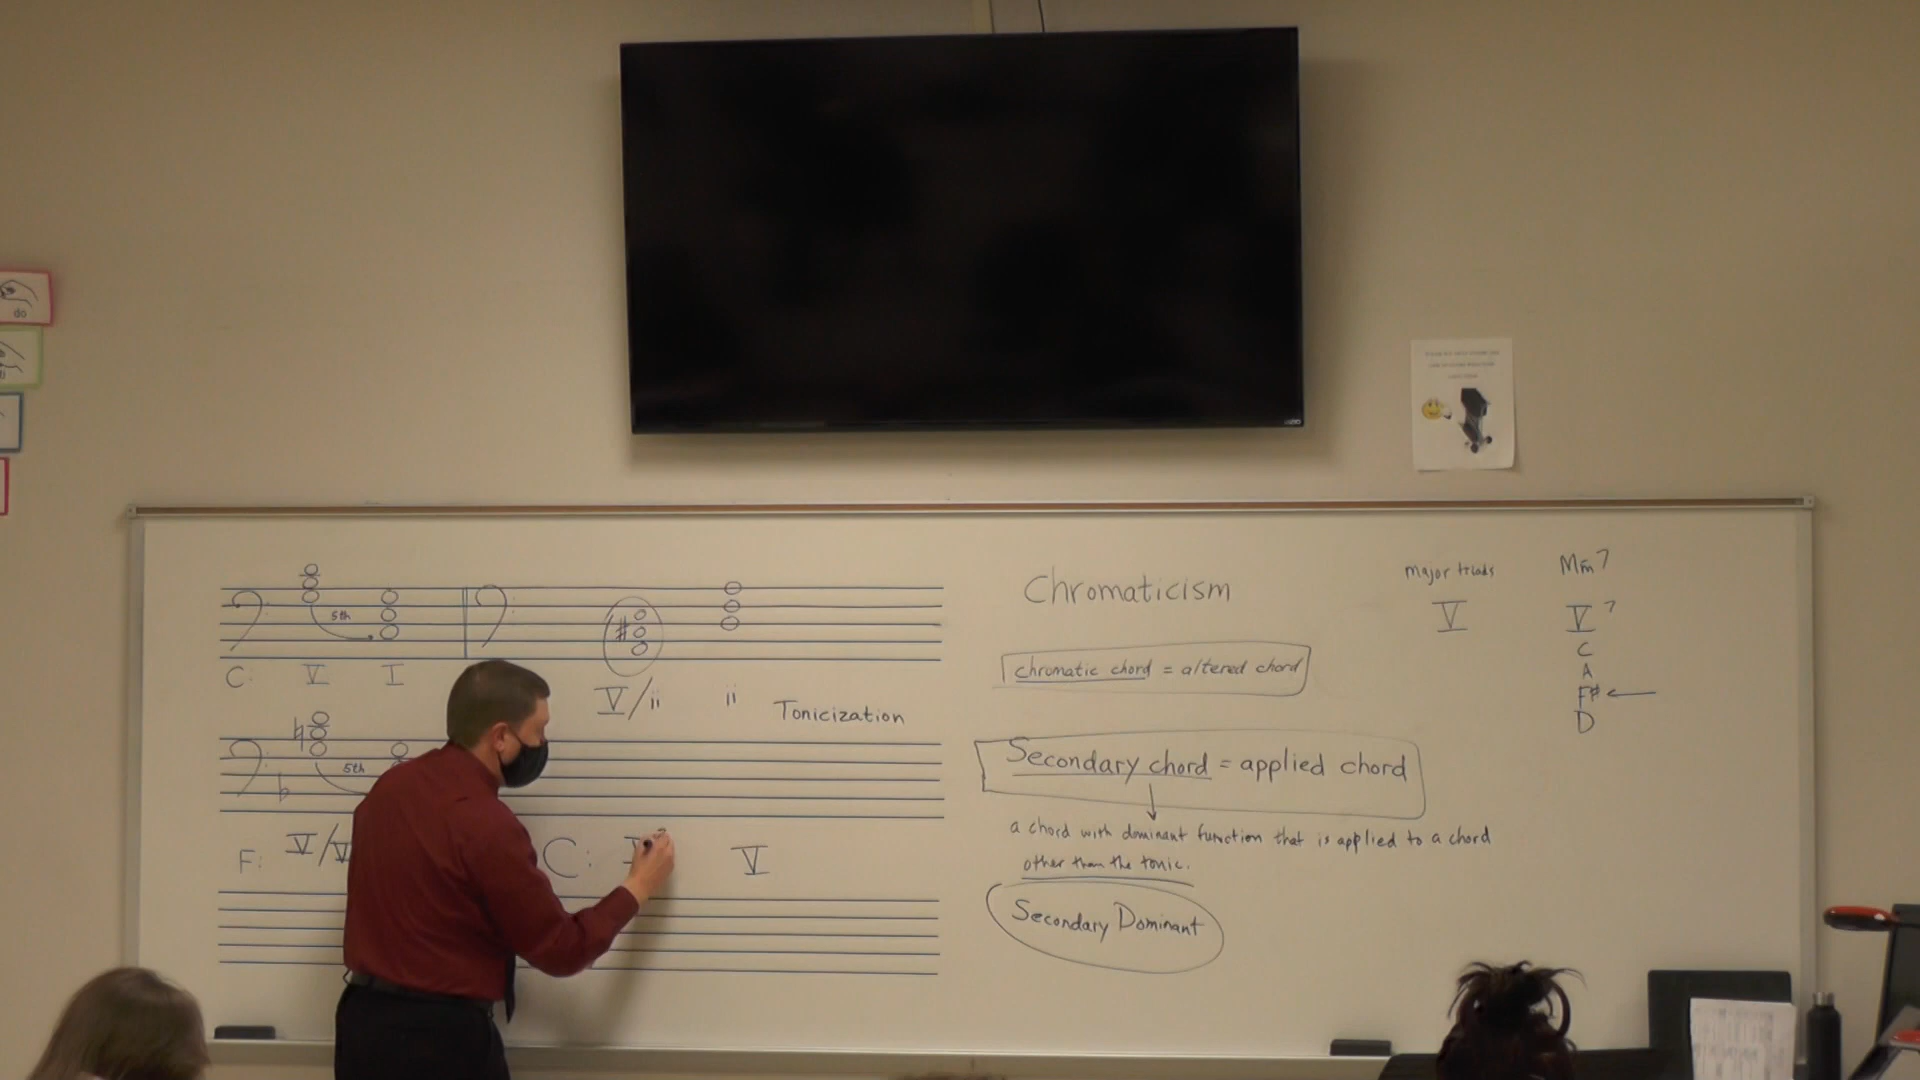 do
5th
C: V I
V/ii ii
Tonicization
5th
F: V/V
C: V
Chromaticism
chromatic chord = altered chord
Secondary chord = applied chord
a chord with dominant function that is applied to a chord
other than the tonic.
Secondary Dominant
Major triads
V
Mm7
V7
C
A
F#
D